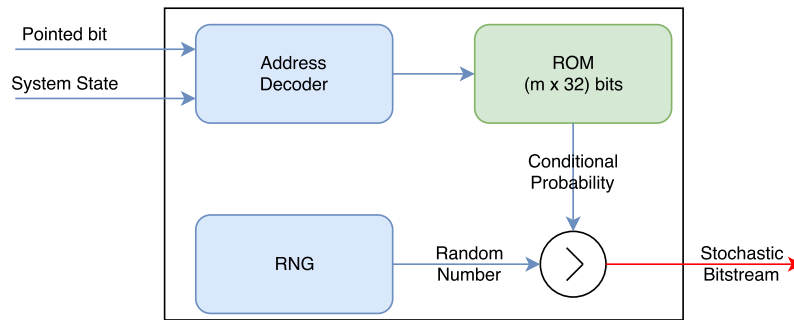 Pointed bit
System State
Address
Decoder
ROM
(m x 32) bits
Conditional
Probability
RNG
Random
Number
>
Stochastic
Bitstream